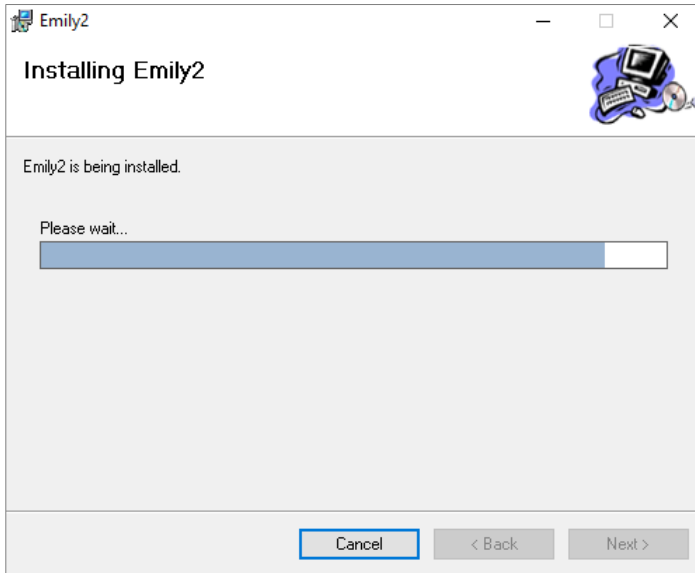 Emily2
Installing Emily2
Emily2 is being installed.
Please wait...
Cancel
< Back
Next >